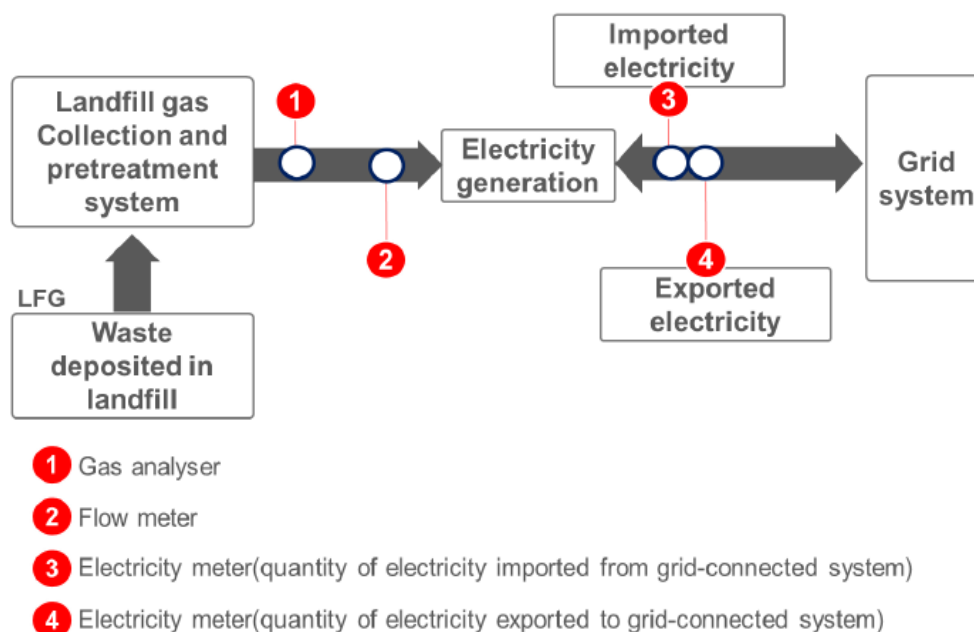 Imported
electricity
1
3
Landfill gas
Collection and
pretreatment
system
Electricity
generation
Grid
system
2
4
LFG
Exported
electricity
Waste
deposited in
landfill
1 Gas analyser
2 Flow meter
3 Electricity meter(quantity of electricity imported from grid-connected system)
4 Electricity meter(quantity of electricity exported to grid-connected system)